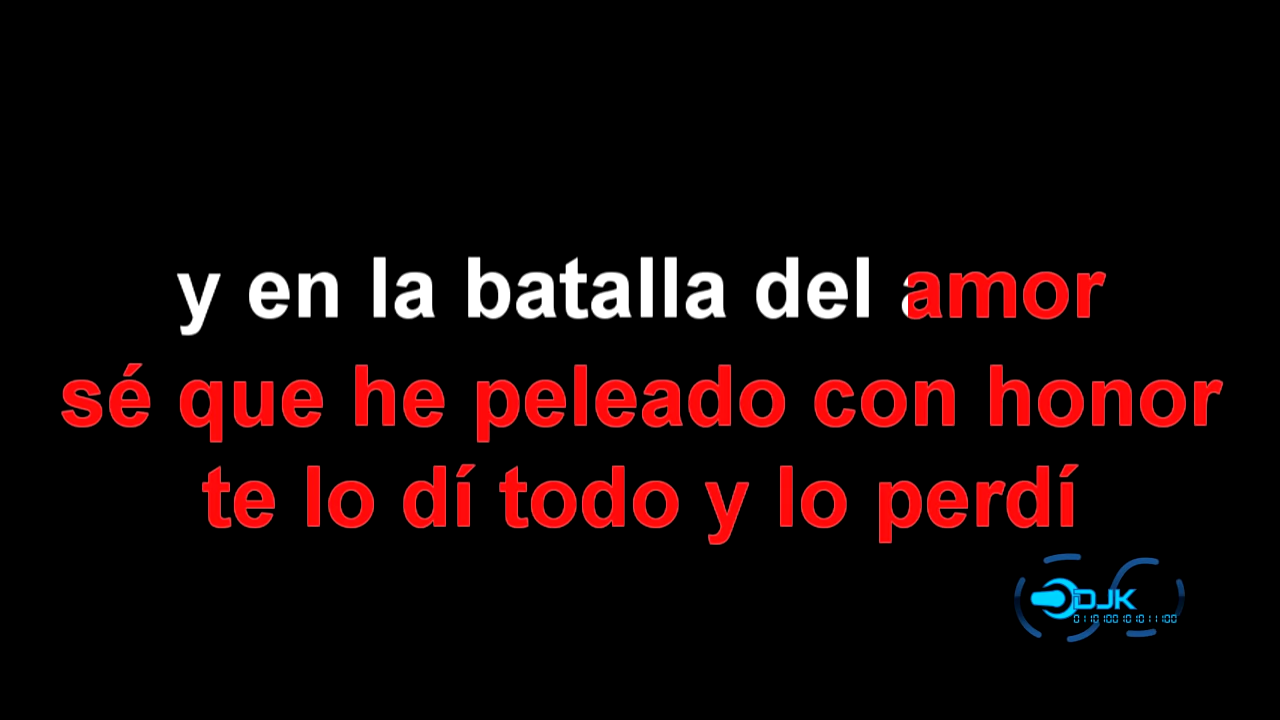 y en la batalla del amor
sé que he peleado con honor
te lo dí todo y lo perdí
DJK